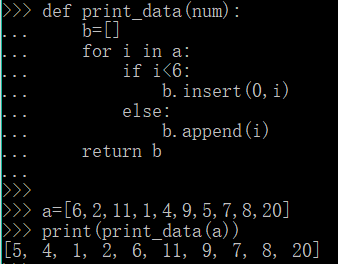 >>> def print_data(num):
...     b=[]
...     for i in a:
...         if i<6:
...             b.insert(0,i)
...         else:
...             b.append(i)
...     return b
...
>>>
>>> a=[6,2,11,1,4,9,5,7,8,20]
>>> print(print_data(a))
[5, 4, 1, 2, 6, 11, 9, 7, 8, 20]